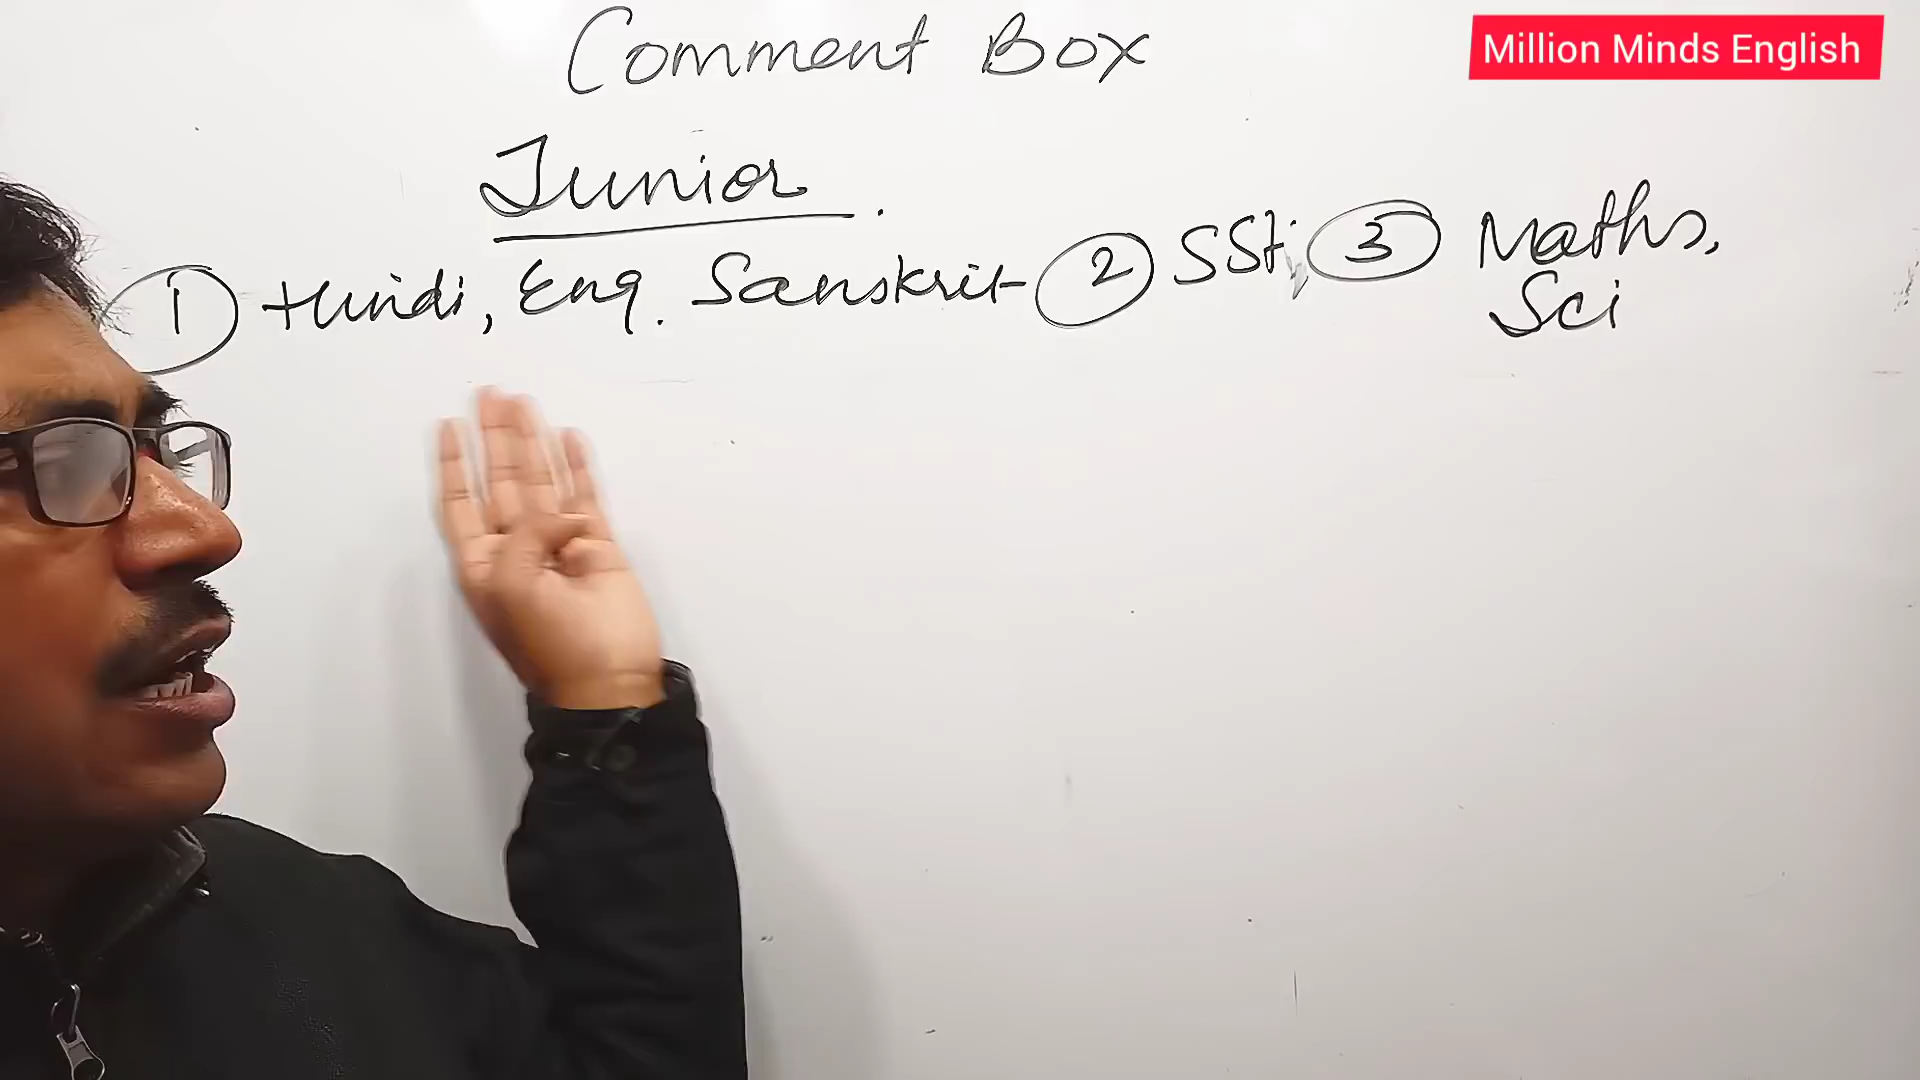 Comment Box
Million Minds English
Junior.
1 Hindi, Eng. Sanskrit 2 SSt, 3 Maths,
Sci